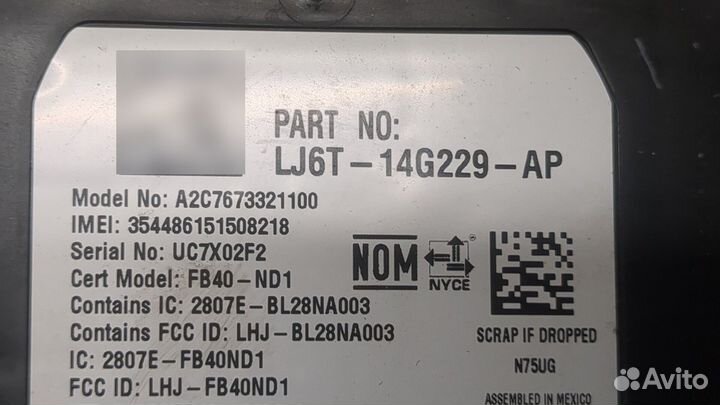 PART NO:
LJ6T-14G229-AP
Model No: A2C7673321100
IMEI: 354486151508218
Serial No: UC7X02F2
Cert Model: FB40-ND1
Contains IC: 2807E-BL28NA003
Contains FCC ID: LHJ-BL28NA003
IC: 2807E-FB40ND1
FCC ID: LHJ-FB40ND1
NOM
NYCE
SCRAP IF DROPPED
N75UG
ASSEMBLED IN MEXICO
Avito